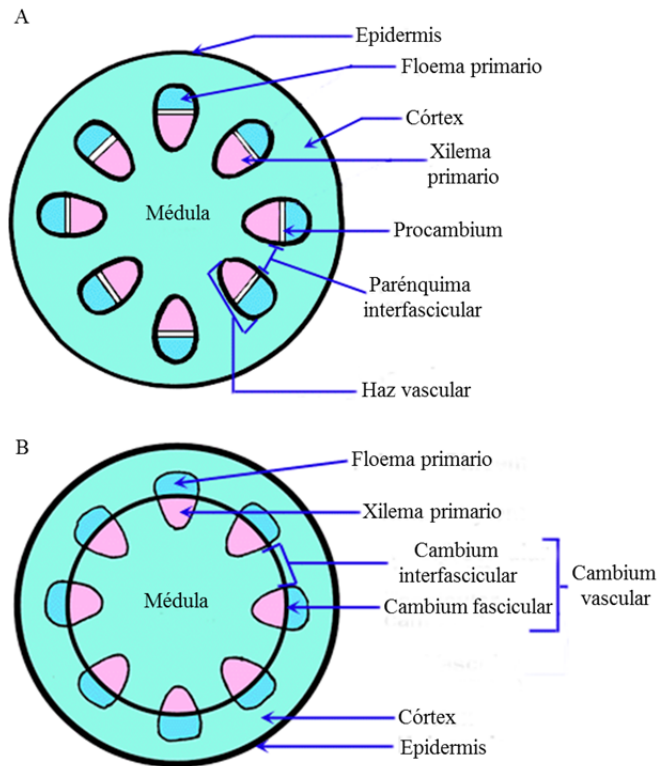 A
Epidermis
Floema primario
Córtex
Xilema
primario
Médula
Procambium
Parénquima
interfascicular
Haz vascular
B
Floema primario
Xilema primario
Cambium
interfascicular
Cambium
vascular
Médula
Cambium fascicular
Córtex
Epidermis